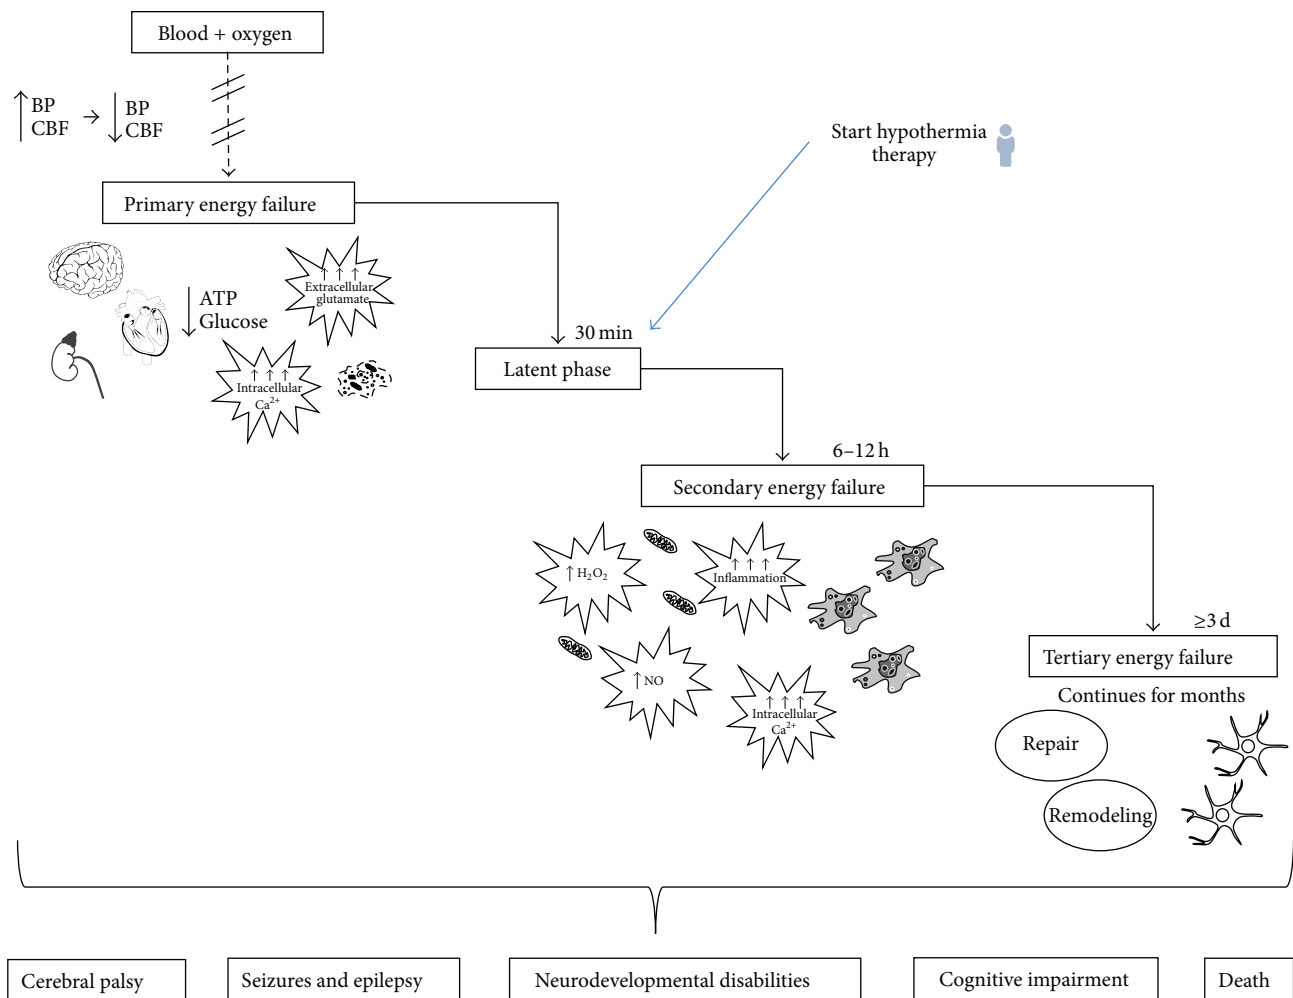 Blood + oxygen
↑ BP CBF → ↓ BP CBF
Start hypothermia
therapy
Primary energy failure
↓ ATP
Glucose
↑ ↑ ↑
Extracellular
glutamate
↑ ↑ ↑
Intracellular
Ca²⁺
30 min
Latent phase
6–12 h
Secondary energy failure
↑ H₂O₂
↑ ↑ ↑
Inflammation
↑ NO
↑ ↑ ↑
Intracellular
Ca²⁺
≥3 d
Tertiary energy failure
Continues for months
Repair
Remodeling
Cerebral palsy
Seizures and epilepsy
Neurodevelopmental disabilities
Cognitive impairment
Death